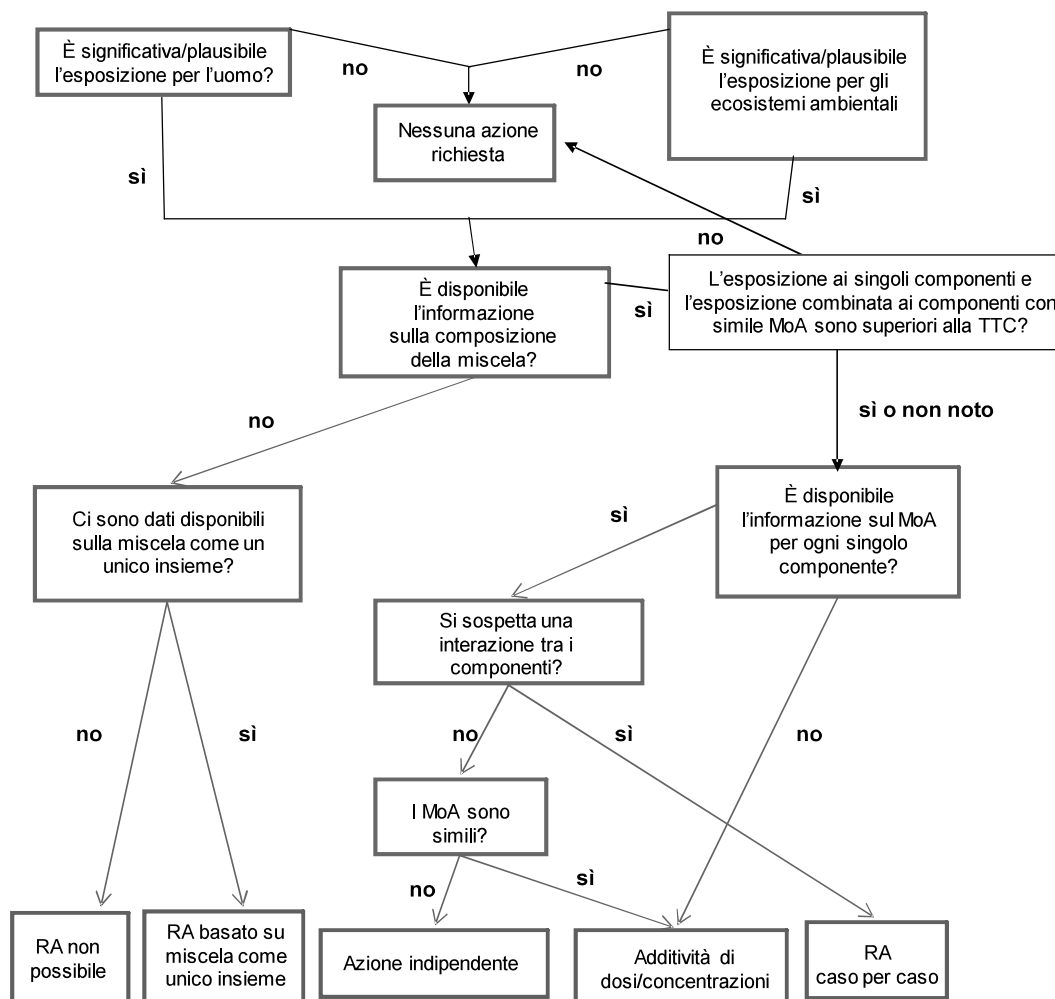 È significativa/plausibile
l'esposizione per l'uomo?
no
no
È significativa/plausibile
l'esposizione per gli
ecosistemi ambientali
Nessuna azione
richiesta
sì
sì
no
È disponibile
l'informazione
sulla composizione
della miscela?
sì
L'esposizione ai singoli componenti e
l'esposizione combinata ai componenti con
simile MoA sono superiori alla TTC?
no
sì o non noto
Ci sono dati disponibili
sulla miscela come un
unico insieme?
sì
È disponibile
l'informazione sul MoA
per ogni singolo
componente?
Si sospetta una
interazione tra i
componenti?
no
sì
no
sì
no
I MoA sono
simili?
no
sì
RA non
possibile
RA basato su
miscela come
unico insieme
Azione indipendente
Additività di
dosi/concentrazioni
RA
caso per caso